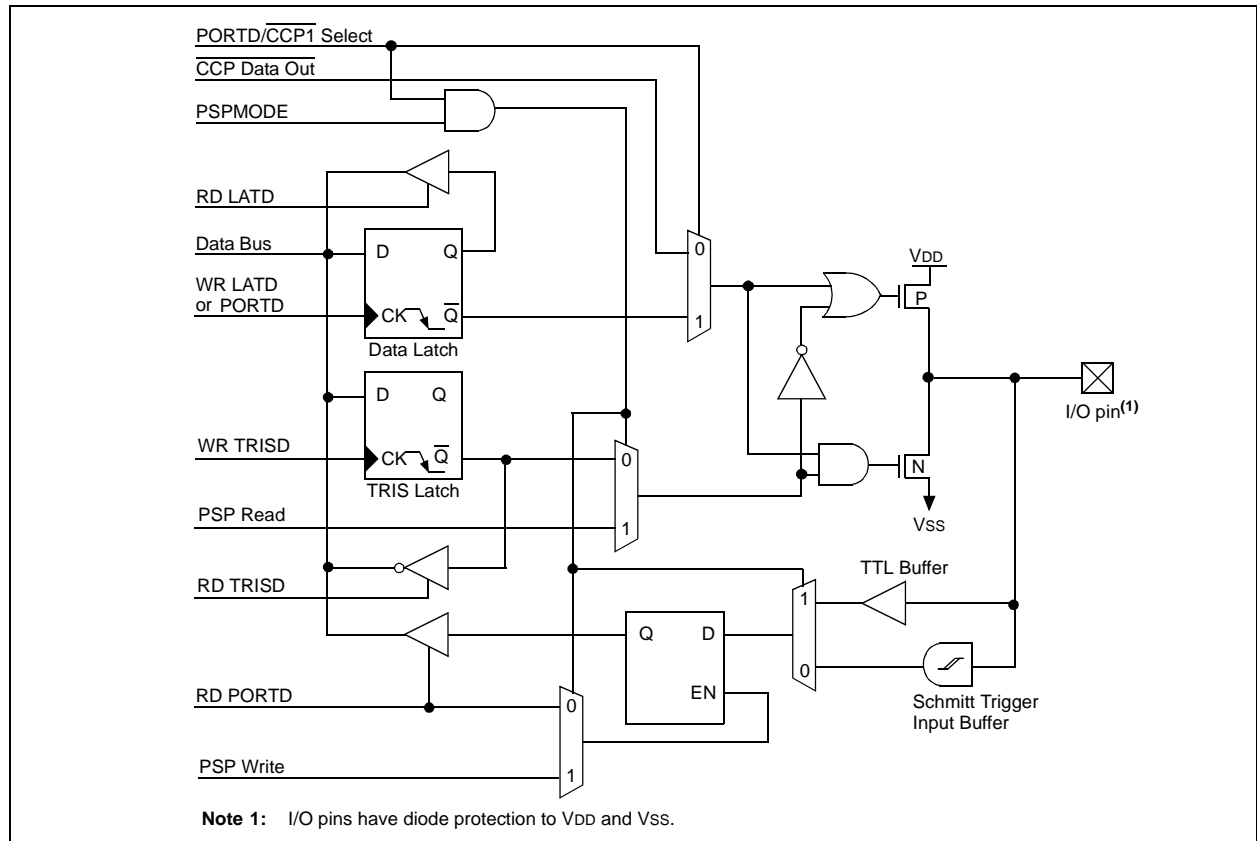 PORTD/CCP1 Select
CCP Data Out
PSPMODE
RD LATD
Data Bus
WR LATD
or PORTD
D
Q
CK
Q
Data Latch
0
1
VDD
P
I/O pin(1)
D
Q
WR TRISD
CK
Q
TRIS Latch
0
1
N
VSS
PSP Read
RD TRISD
TTL Buffer
1
0
Q
D
EN
Schmitt Trigger
Input Buffer
RD PORTD
0
PSP Write
1
Note 1: I/O pins have diode protection to VDD and VSS.